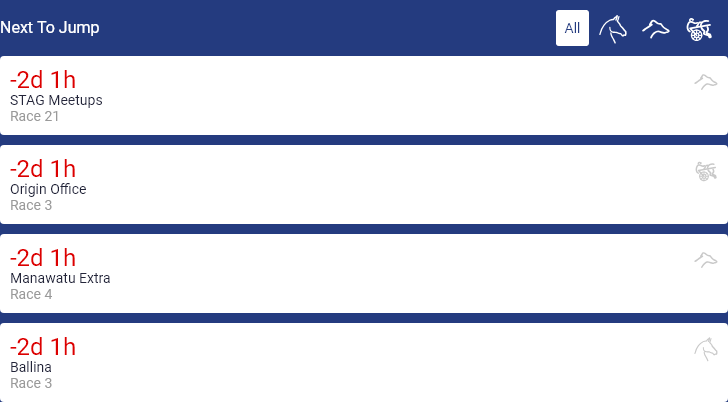 Next To Jump
All
-2d 1h
STAG Meetups
Race 21
-2d 1h
Origin Office
Race 3
-2d 1h
Manawatu Extra
Race 4
-2d 1h
Ballina
Race 3